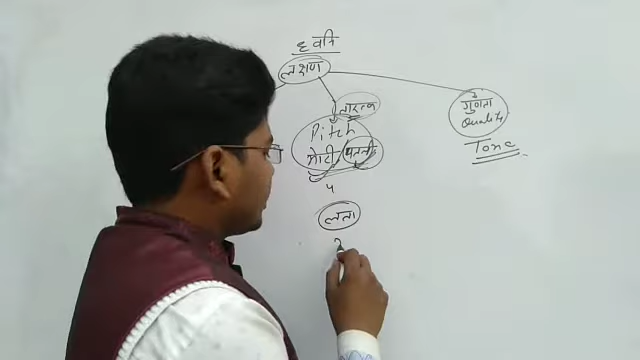 ध्वनि
लक्षण
तारत्व
Pitch
मोटी पतली
लता
गुणता
Quality
Tone